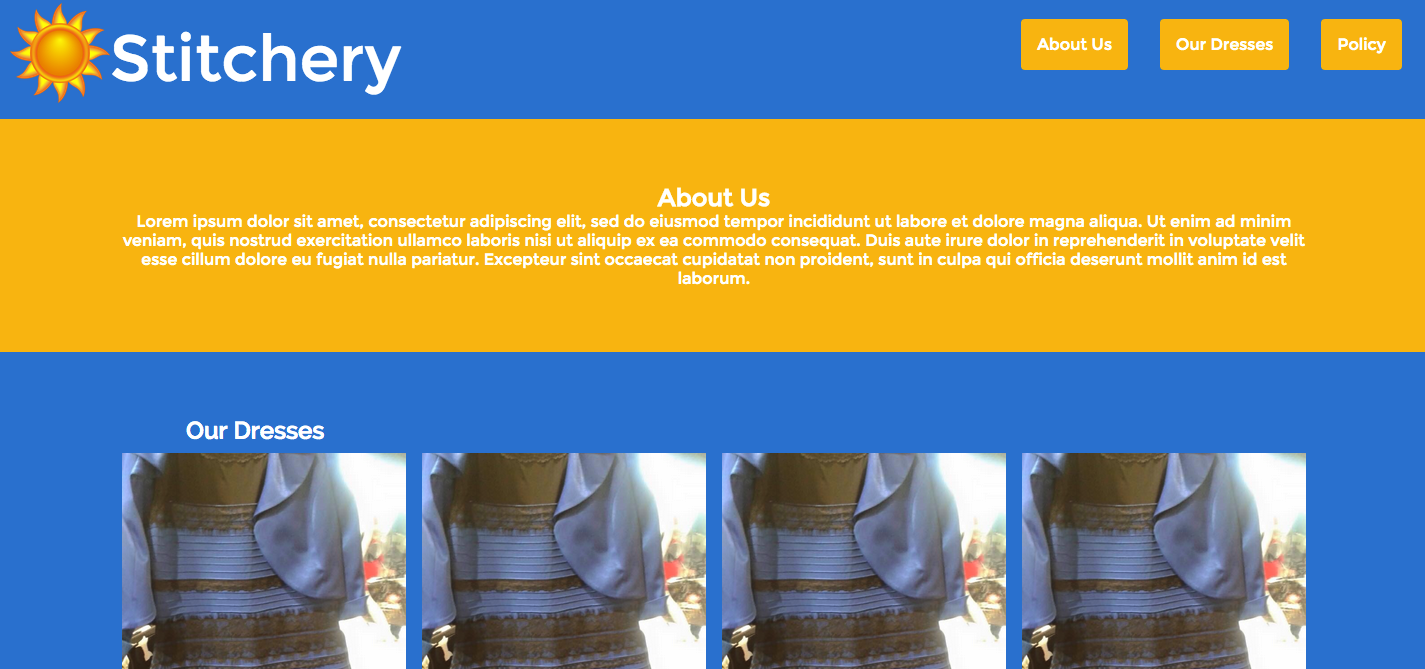 Stitchery
About Us
Our Dresses
Policy
About Us
Lorem ipsum dolor sit amet, consectetur adipiscing elit, sed do eiusmod tempor incididunt ut labore et dolore magna aliqua. Ut enim ad minim
veniam, quis nostrud exercitation ullamco laboris nisi ut aliquip ex ea commodo consequat. Duis aute irure dolor in reprehenderit in voluptate velit
esse cillum dolore eu fugiat nulla pariatur. Excepteur sint occaecat cupidatat non proident, sunt in culpa qui officia deserunt mollit anim id est
laborum.
Our Dresses